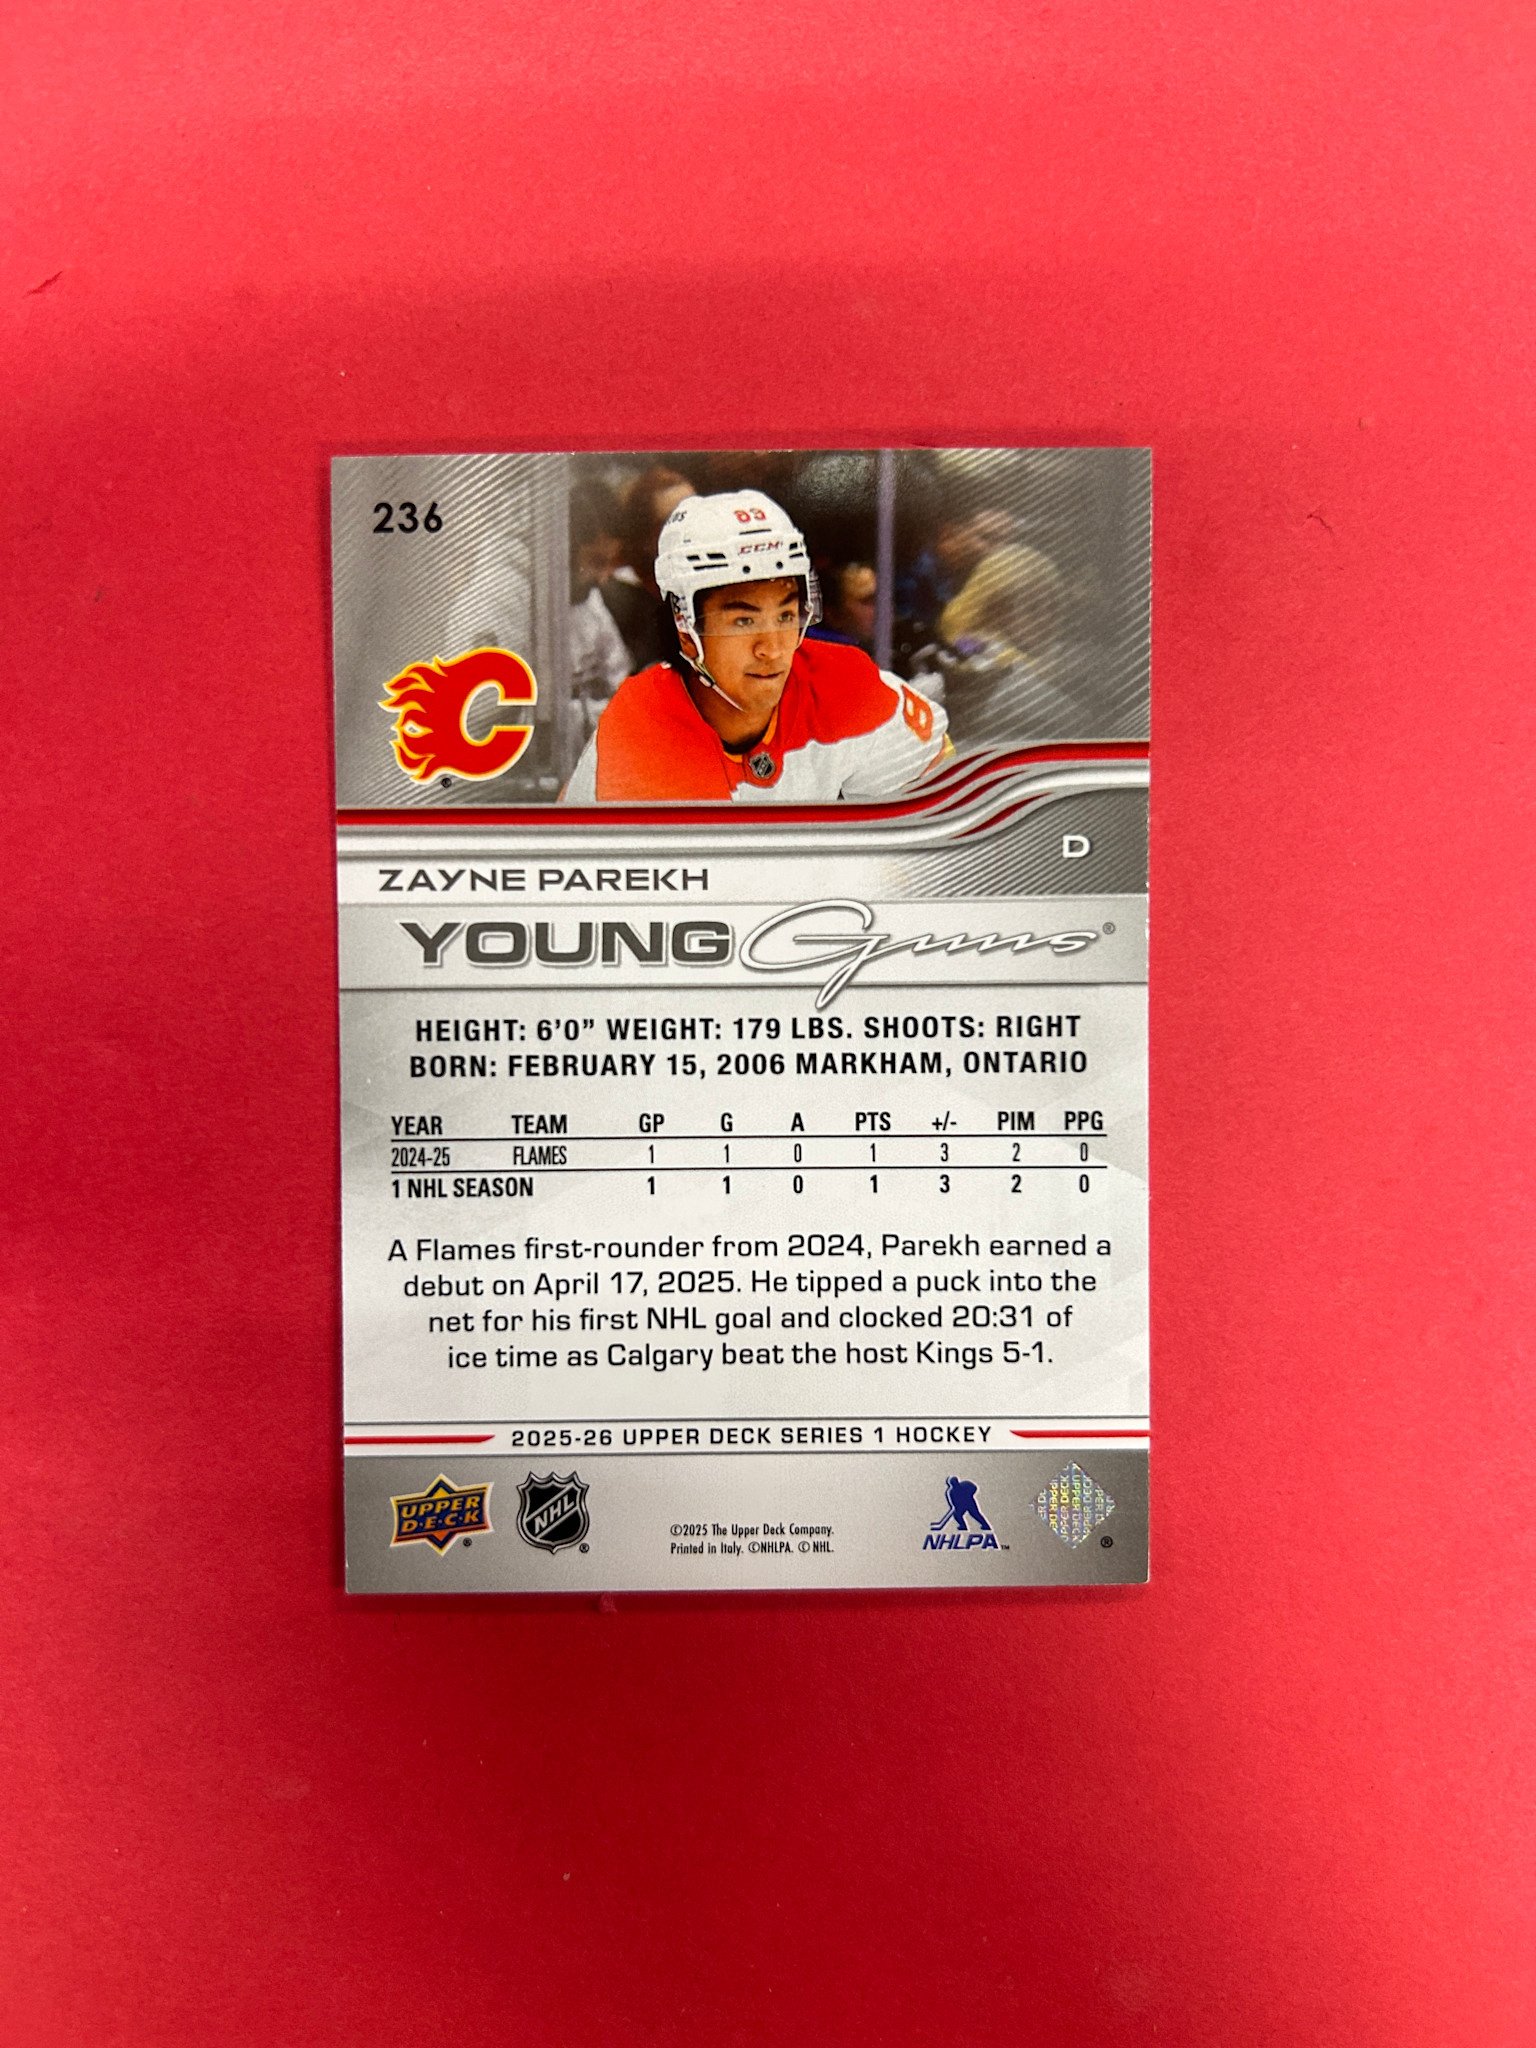 236
89
CCM
ZAYNE PAREKH
D
YOUNG Guns®
HEIGHT: 6'0" WEIGHT: 179 LBS. SHOOTS: RIGHT
BORN: FEBRUARY 15, 2006 MARKHAM, ONTARIO
YEAR TEAM GP G A PTS +/- PIM PPG
2024-25 FLAMES 1 1 0 1 3 2 0
1 NHL SEASON 1 1 0 1 3 2 0
A Flames first-rounder from 2024, Parekh earned a
debut on April 17, 2025. He tipped a puck into the
net for his first NHL goal and clocked 20:31 of
ice time as Calgary beat the host Kings 5-1.
2025-26 UPPER DECK SERIES 1 HOCKEY
UPPER
D·E·C·K
®
NHL
®
©2025 The Upper Deck Company.
Printed in Italy. ©NHLPA. © NHL.
NHLPA™
UPPER DECK
®